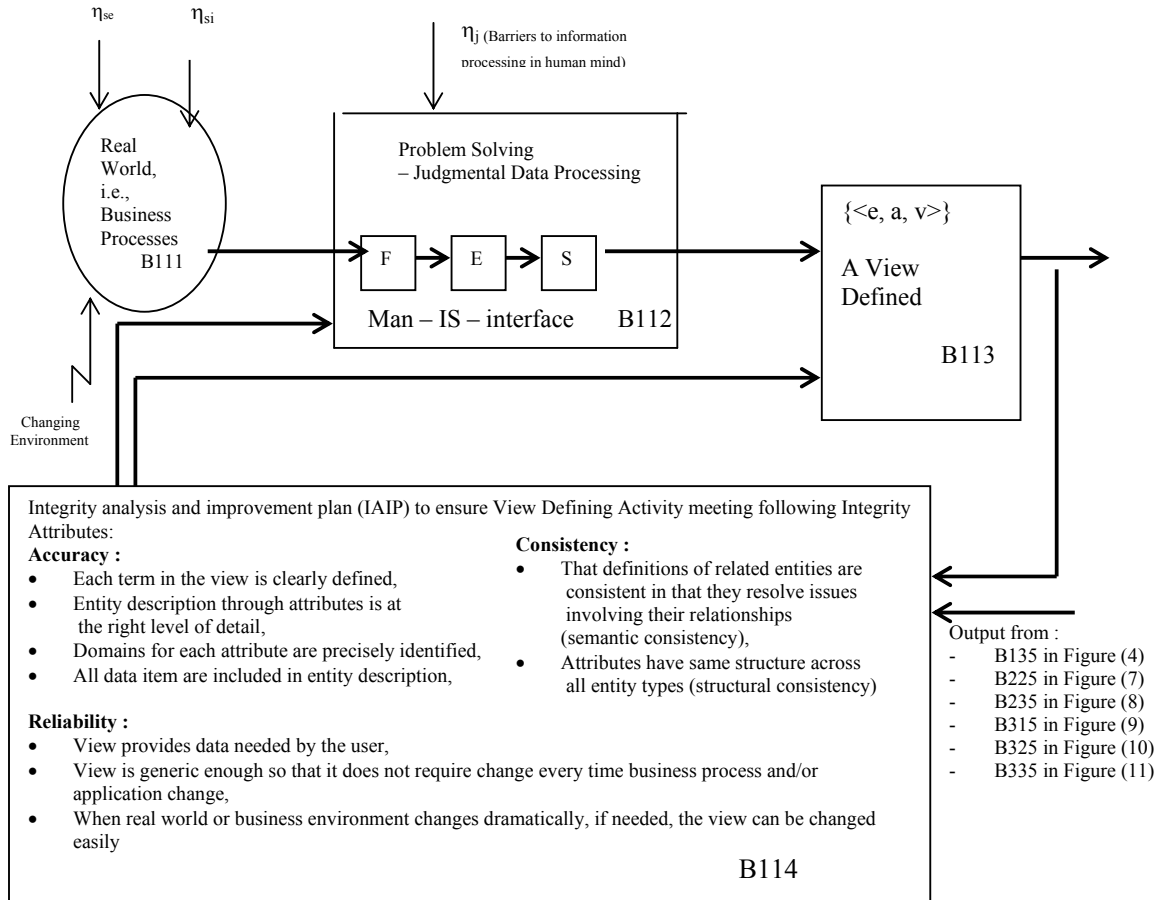 ηse
ηsi
ηj (Barriers to information
processing in human mind)
Real
World,
i.e.,
Business
Processes
B111
Problem Solving
– Judgmental Data Processing
F
E
S
Man – IS – interface
B112
{<e, a, v>}
A View
Defined
B113
Changing
Environment
Integrity analysis and improvement plan (IAIP) to ensure View Defining Activity meeting following Integrity
Attributes:
Accuracy :
• Each term in the view is clearly defined,
• Entity description through attributes is at
the right level of detail,
• Domains for each attribute are precisely identified,
• All data item are included in entity description,
Consistency :
• That definitions of related entities are
consistent in that they resolve issues
involving their relationships
(semantic consistency),
• Attributes have same structure across
all entity types (structural consistency)
Reliability :
• View provides data needed by the user,
• View is generic enough so that it does not require change every time business process and/or
application change,
• When real world or business environment changes dramatically, if needed, the view can be changed
easily
B114
Output from :
- B135 in Figure (4)
- B225 in Figure (7)
- B235 in Figure (8)
- B315 in Figure (9)
- B325 in Figure (10)
- B335 in Figure (11)